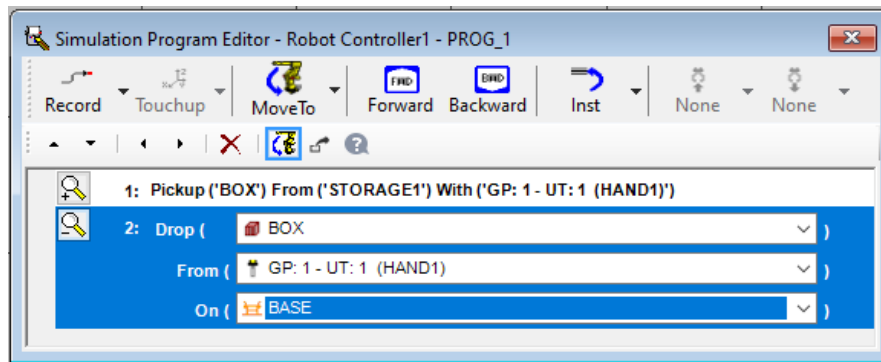 Simulation Program Editor - Robot Controller1 - PROG_1
Record Touchup MoveTo FWD Forward BWD Backward Inst None None
1: Pickup ('BOX') From ('STORAGE1') With ('GP: 1 - UT: 1 (HAND1)')
2: Drop ( BOX )
From ( GP: 1 - UT: 1 (HAND1) )
On ( BASE )